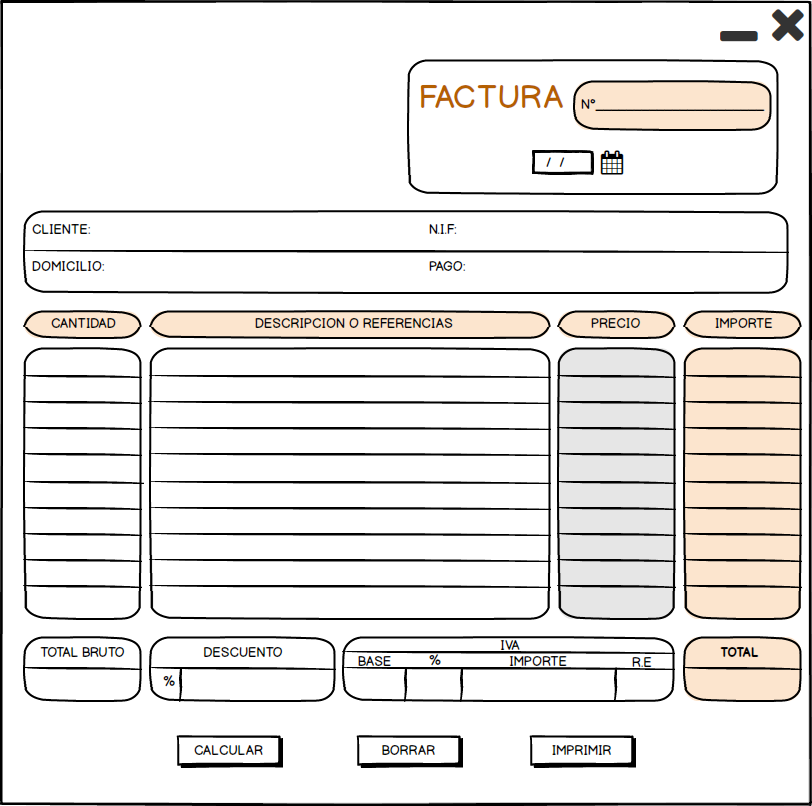 FACTURA Nº
/ /
CLIENTE: N.I.F:
DOMICILIO: PAGO:
CANTIDAD DESCRIPCION O REFERENCIAS PRECIO IMPORTE
TOTAL BRUTO DESCUENTO IVA TOTAL
BASE % IMPORTE R.E
%
CALCULAR BORRAR IMPRIMIR